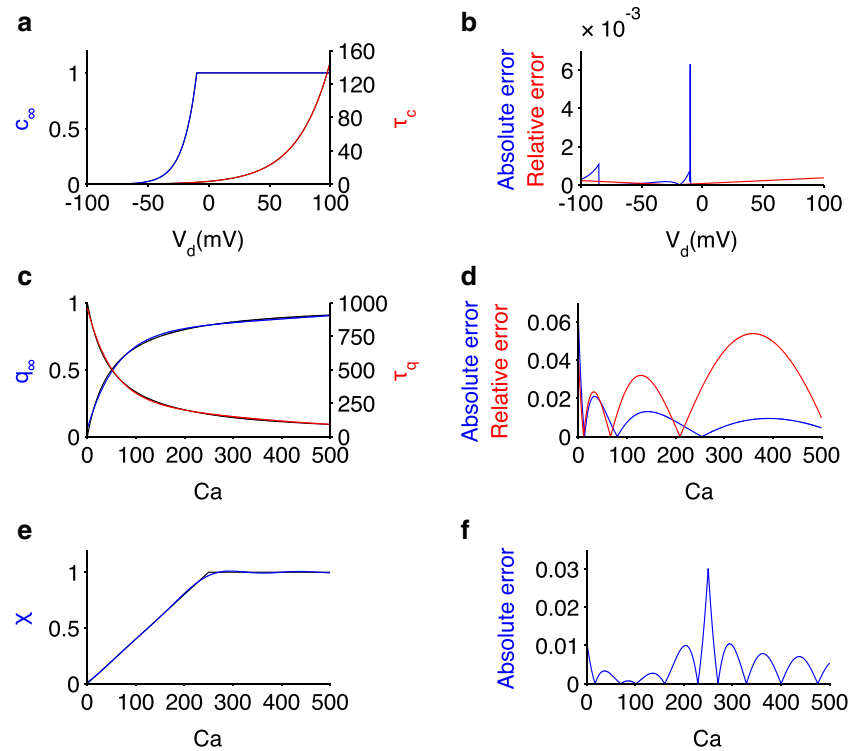 a
1
0.5
0
c∞
160
120
80
40
0
τc
-100 -50 0 50 100
Vd(mV)
b
× 10-3
6
4
2
0
Absolute error
Relative error
-100 -50 0 50 100
Vd(mV)
c
1
0.5
0
q∞
1000
750
500
250
0
τq
0 100 200 300 400 500
Ca
d
0.06
0.04
0.02
0
Absolute error
Relative error
0 100 200 300 400 500
Ca
e
1
0.5
0
χ
0 100 200 300 400 500
Ca
f
0.03
0.02
0.01
0
Absolute error
0 100 200 300 400 500
Ca